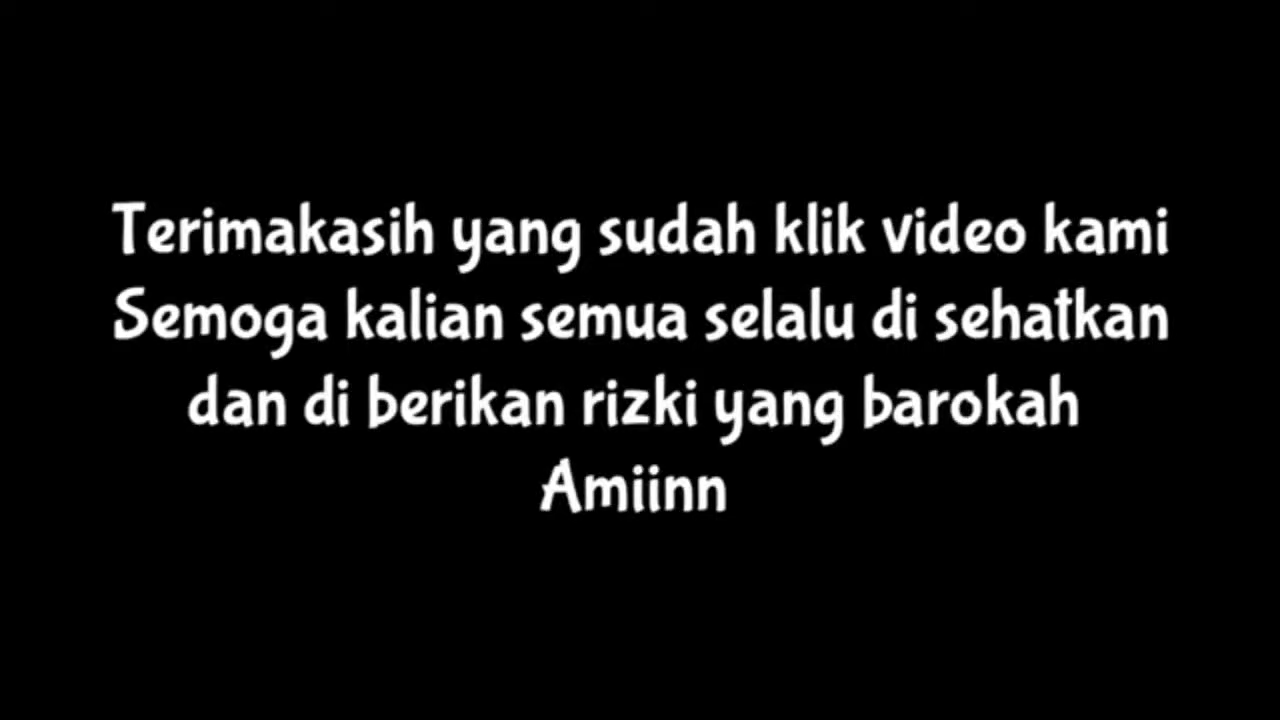 Terimakasih yang sudah klik video kami
Semoga kalian semua selalu di sehatkan
dan di berikan rizki yang barokah
Amiinn